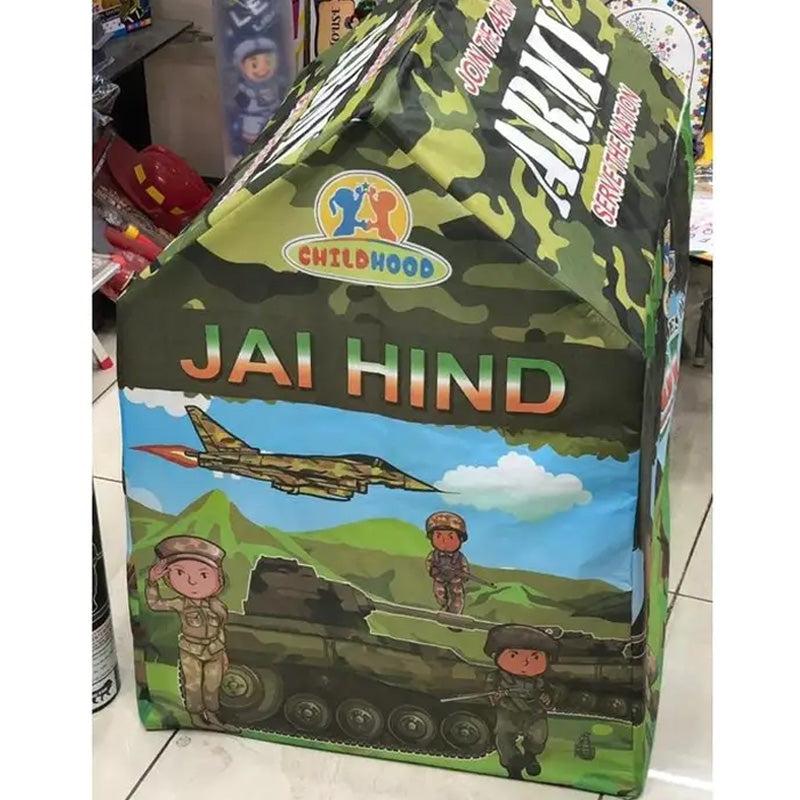 JOIN THE ARMY
ARMY
SERVE THE NATION
CHILDHOOD
JAI HIND